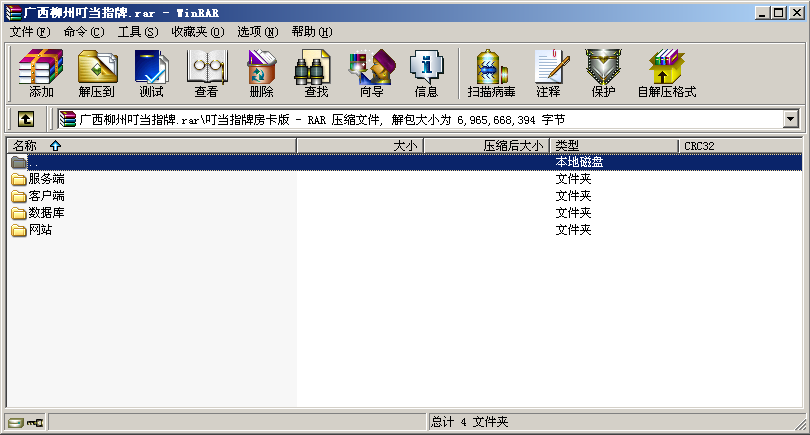 广西柳州叮当指牌.rar - WinRAR
文件(F) 命令(C) 工具(S) 收藏夹(O) 选项(N) 帮助(H)
添加 解压到 测试 查看 删除 查找 向导 信息 扫描病毒 注释 保护 自解压格式
广西柳州叮当指牌.rar\叮当指牌房卡版 - RAR 压缩文件, 解包大小为 6,965,668,394 字节
名称 大小 压缩后大小 类型 CRC32
.. 本地磁盘
服务端 文件夹
客户端 文件夹
数据库 文件夹
网站 文件夹
总计 4 文件夹